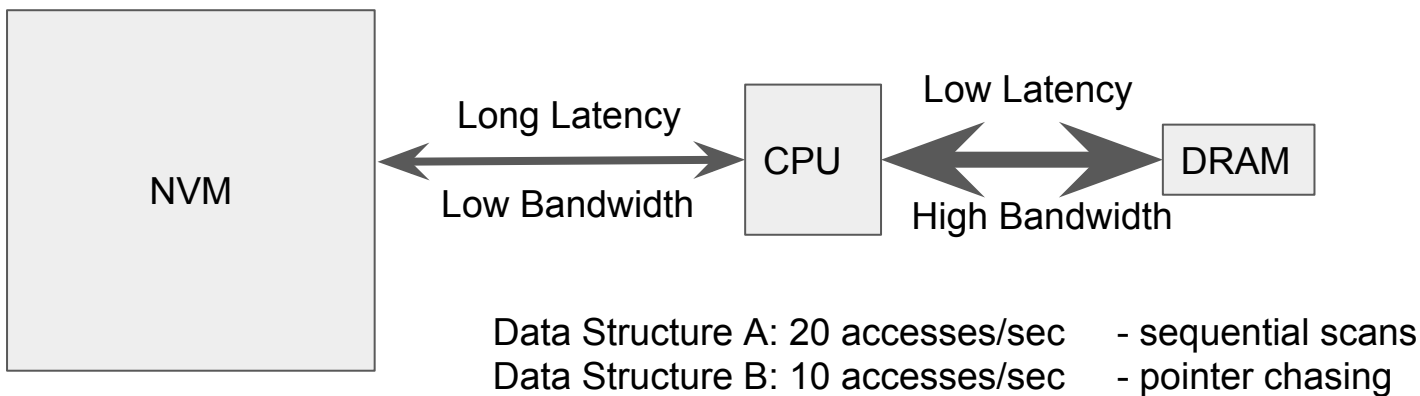 NVM
Long Latency
Low Bandwidth
CPU
Low Latency
High Bandwidth
DRAM
Data Structure A: 20 accesses/sec - sequential scans
Data Structure B: 10 accesses/sec - pointer chasing